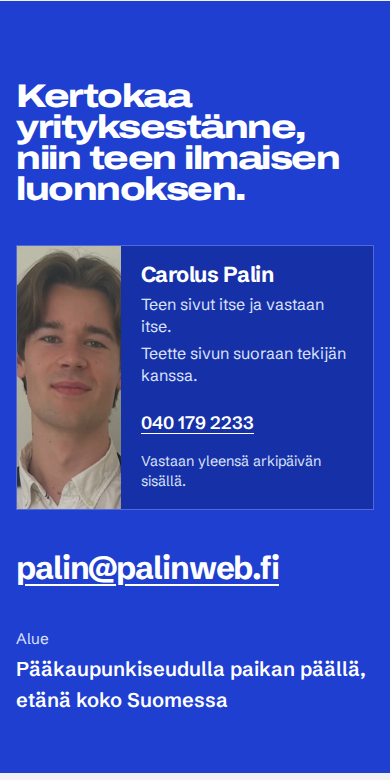 Kertokaa
yrityksestänne,
niin teen ilmaisen
luonnoksen.
Carolus Palin
Teen sivut itse ja vastaan
itse.
Teette sivun suoraan tekijän
kanssa.
040 179 2233
Vastaan yleensä arkipäivän
sisällä.
palin@palinweb.fi
Alue
Pääkaupunkiseudulla paikan päällä,
etänä koko Suomessa